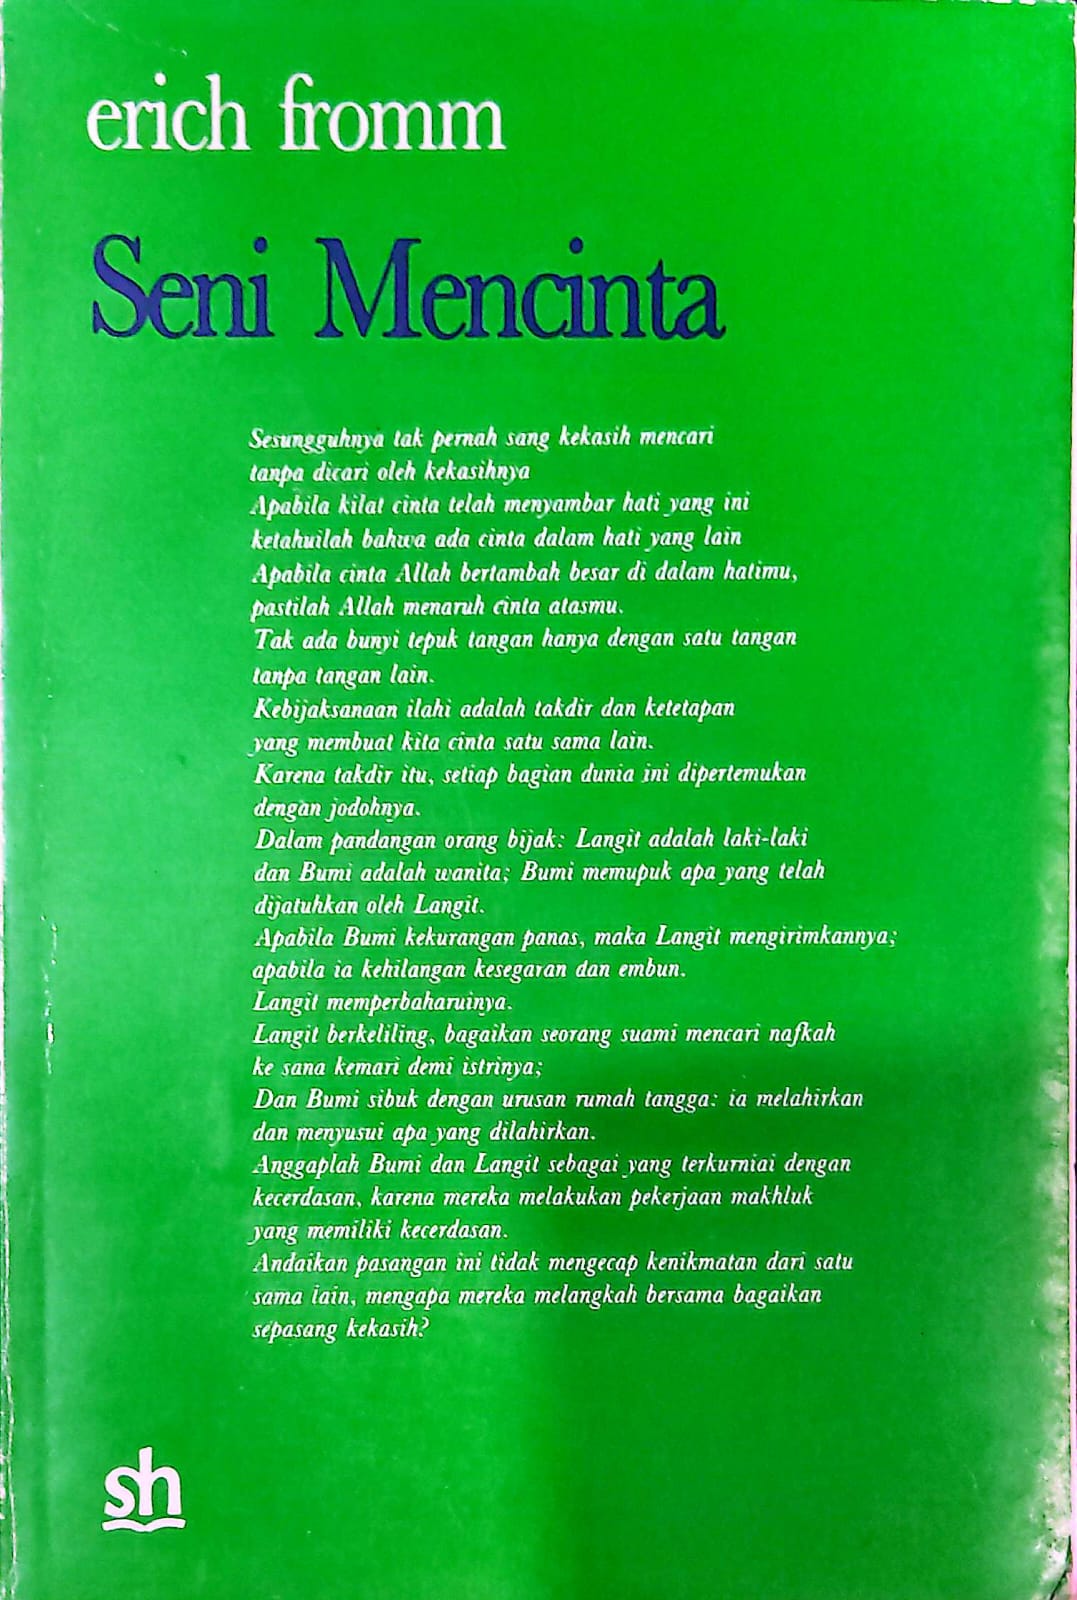 erich fromm
Seni Mencinta
Sesungguhnya tak pernah sang kekasih mencari
tanpa dicari oleh kekasihnya
Apabila kilat cinta telah menyambar hati yang ini
ketahuilah bahwa ada cinta dalam hati yang lain
Apabila cinta Allah bertambah besar di dalam hatimu,
pastilah Allah menaruh cinta atasmu.
Tak ada bunyi tepuk tangan hanya dengan satu tangan
tanpa tangan lain.
Kebijaksanaan ilahi adalah takdir dan ketetapan
yang membuat kita cinta satu sama lain.
Karena takdir itu, setiap bagian dunia ini dipertemukan
dengan jodohnya.
Dalam pandangan orang bijak: Langit adalah laki-laki
dan Bumi adalah wanita; Bumi memupuk apa yang telah
dijatuhkan oleh Langit.
Apabila Bumi kekurangan panas, maka Langit mengirimkannya;
apabila ia kehilangan kesegaran dan embun.
Langit memperbaharuinya.
Langit berkeliling, bagaikan seorang suami mencari nafkah
ke sana kemari demi istrinya;
Dan Bumi sibuk dengan urusan rumah tangga: ia melahirkan
dan menyusui apa yang dilahirkan.
Anggaplah Bumi dan Langit sebagai yang terkurniai dengan
kecerdasan, karena mereka melakukan pekerjaan makhluk
yang memiliki kecerdasan.
Andaikan pasangan ini tidak mengecap kenikmatan dari satu
sama lain, mengapa mereka melangkah bersama bagaikan
sepasang kekasih?
sh